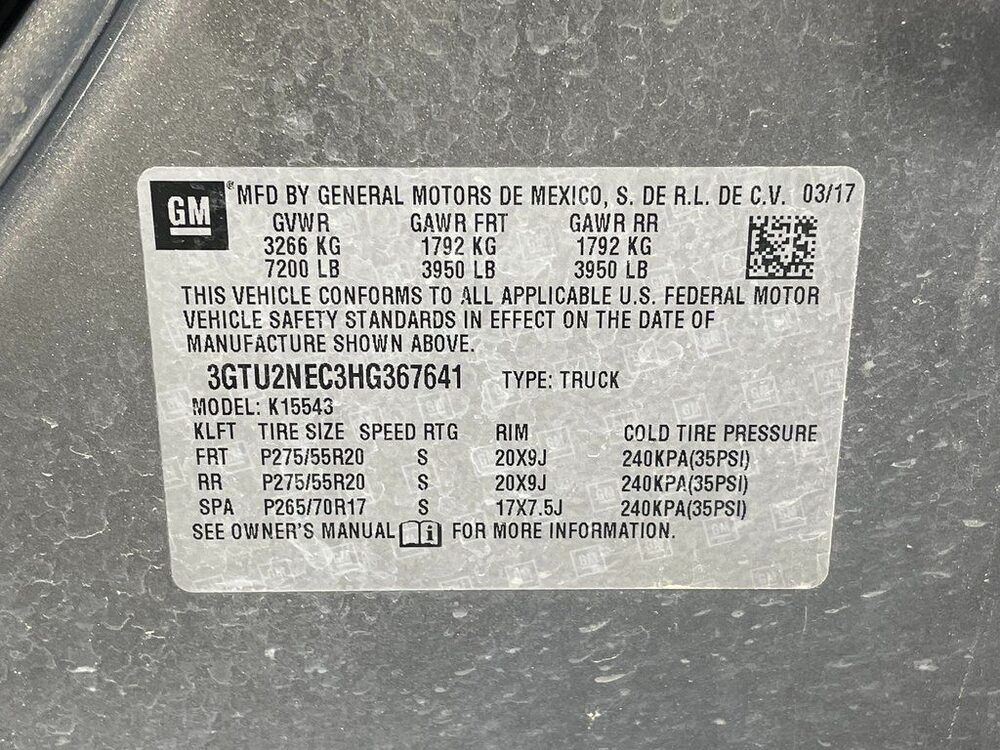 GM ® MFD BY GENERAL MOTORS DE MEXICO, S. DE R.L. DE C.V. 03/17
GVWR GAWR FRT GAWR RR
3266 KG 1792 KG 1792 KG
7200 LB 3950 LB 3950 LB
THIS VEHICLE CONFORMS TO ALL APPLICABLE U.S. FEDERAL MOTOR
VEHICLE SAFETY STANDARDS IN EFFECT ON THE DATE OF
MANUFACTURE SHOWN ABOVE.
3GTU2NEC3HG367641 TYPE: TRUCK
MODEL: K15543
KLFT TIRE SIZE SPEED RTG RIM COLD TIRE PRESSURE
FRT P275/55R20 S 20X9J 240KPA(35PSI)
RR P275/55R20 S 20X9J 240KPA(35PSI)
SPA P265/70R17 S 17X7.5J 240KPA(35PSI)
SEE OWNER'S MANUAL i FOR MORE INFORMATION.